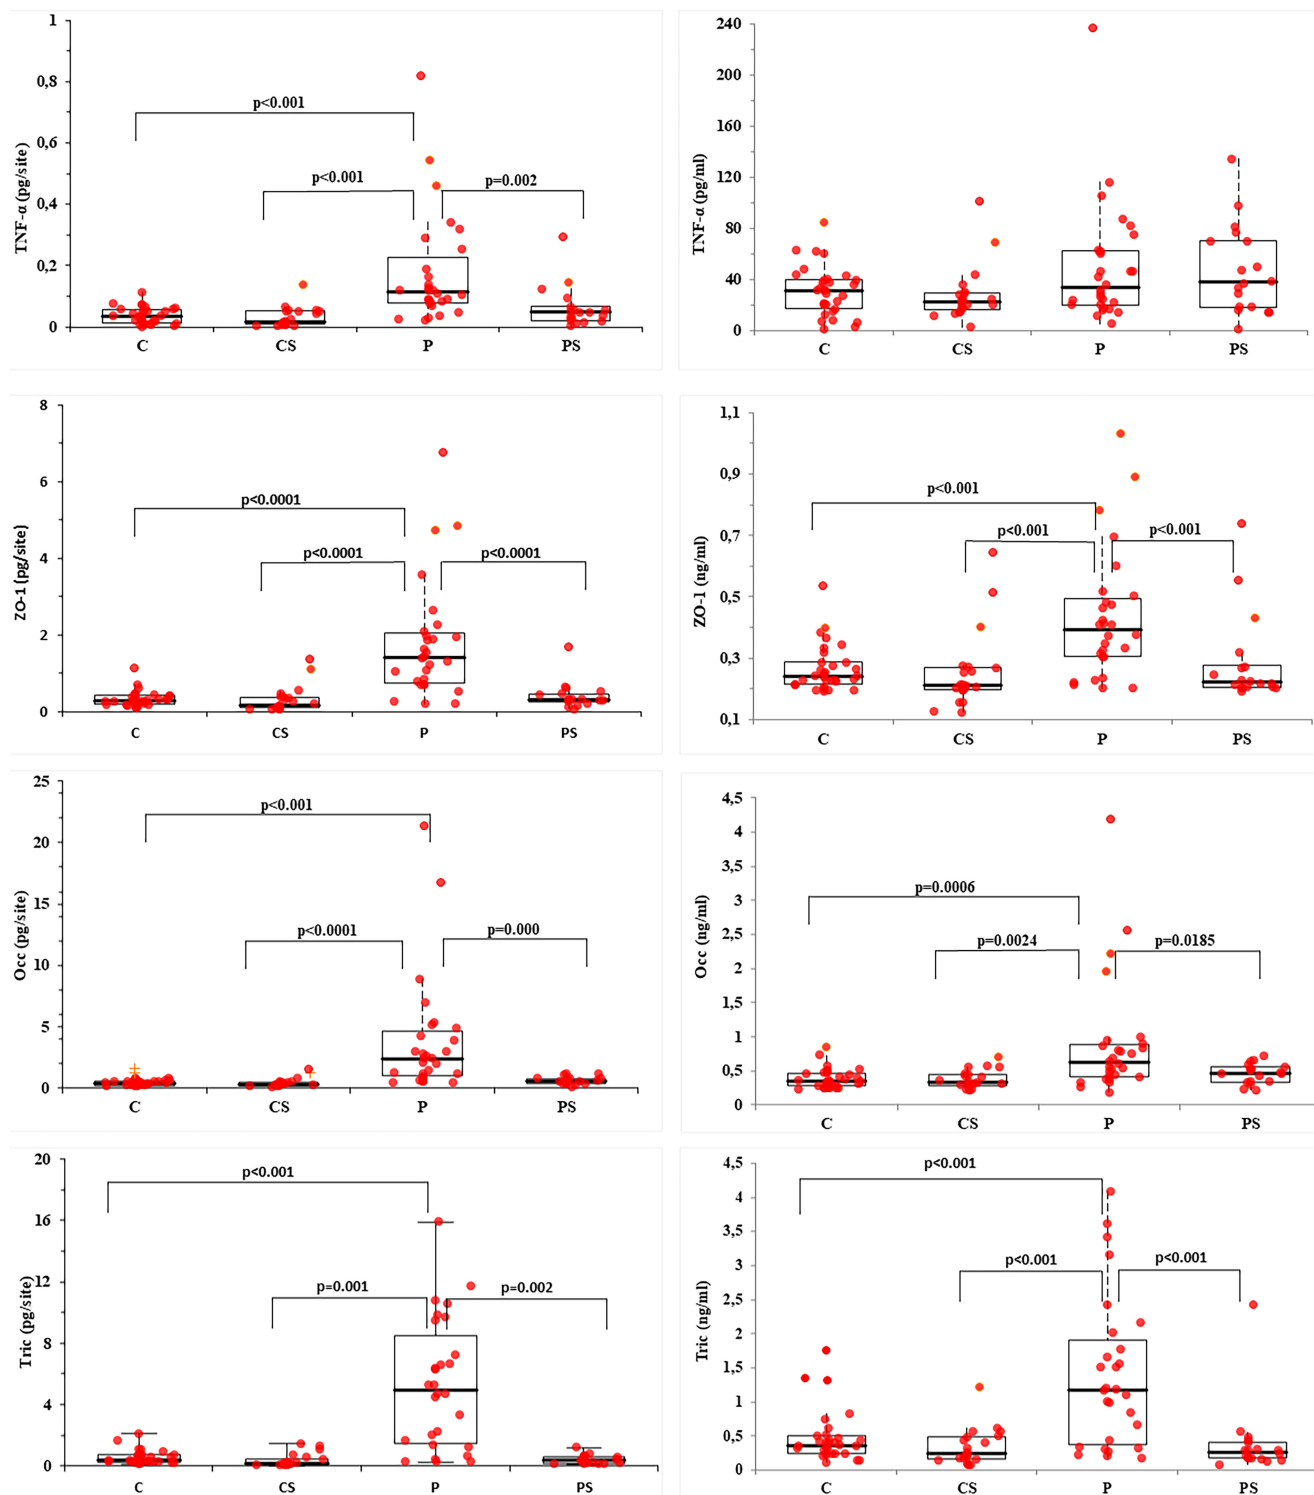 1
0,8
0,6
0,4
0,2
0
TNF-α (pg/site)
p<0.001
p<0.001
p=0.002
C CS P PS
240
200
160
120
80
40
0
TNF-α (pg/ml)
C CS P PS
8
6
4
2
0
ZO-1 (pg/site)
p<0.0001
p<0.0001
p<0.0001
C CS P PS
1,1
0,9
0,7
0,5
0,3
0,1
ZO-1 (ng/ml)
p<0.001
p<0.001
p<0.001
C CS P PS
25
20
15
10
5
0
Occ (pg/site)
p<0.001
p<0.0001
p=0.000
C CS P PS
4,5
4
3,5
3
2,5
2
1,5
1
0,5
0
Occ (ng/ml)
p=0.0006
p=0.0024
p=0.0185
C CS P PS
20
16
12
8
4
0
Tric (pg/site)
p<0.001
p=0.001
p=0.002
C CS P PS
4,5
4
3,5
3
2,5
2
1,5
1
0,5
0
Tric (ng/ml)
p<0.001
p<0.001
p<0.001
C CS P PS